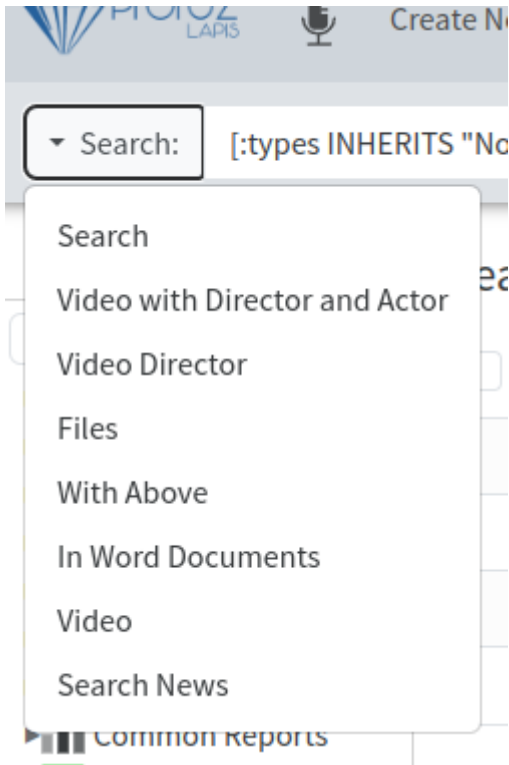 LAPIS
Create N
Search:
[:types INHERITS "No
Search
Video with Director and Actor
Video Director
Files
With Above
In Word Documents
Video
Search News
Common Reports